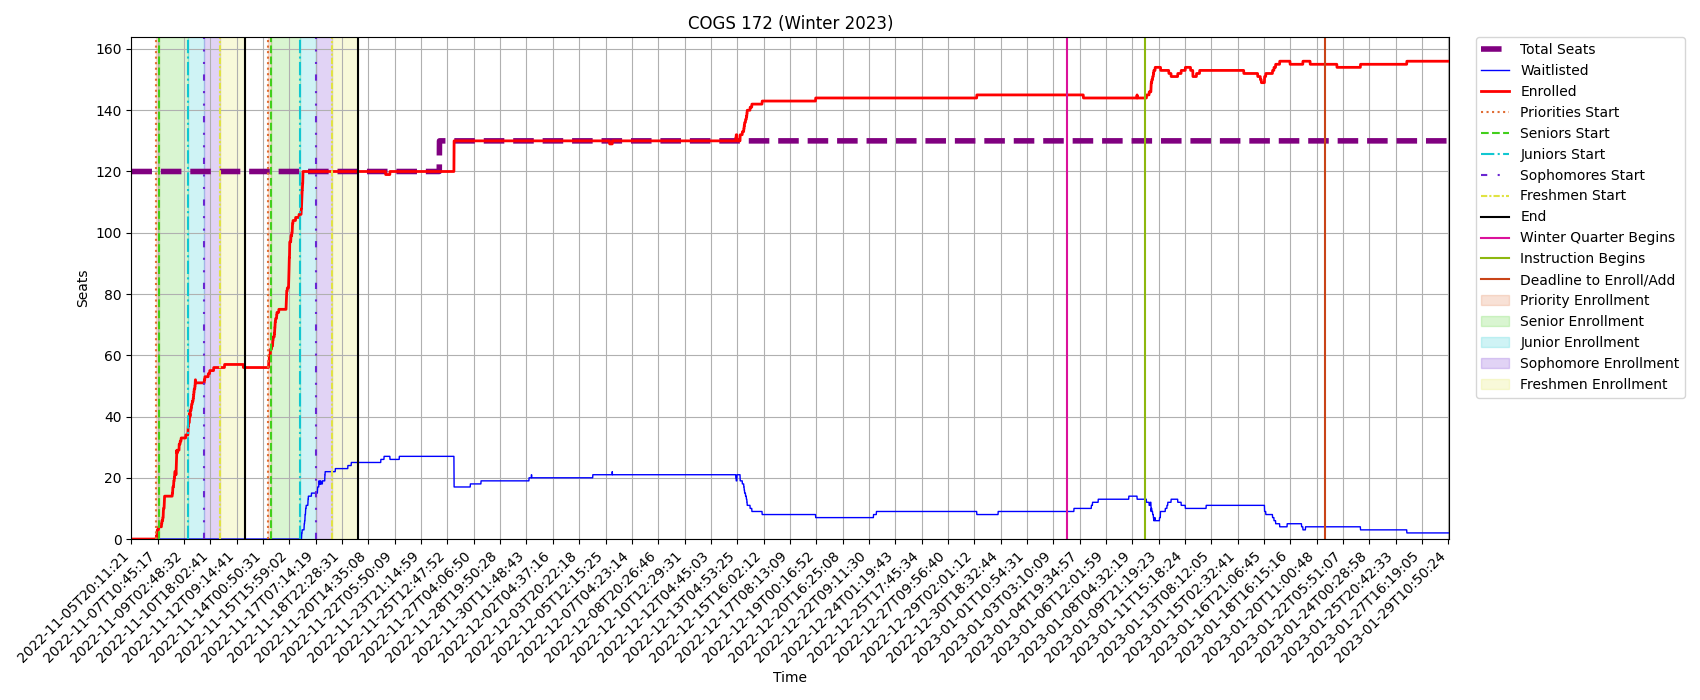 COGS 172 (Winter 2023)
Seats
160
140
120
100
80
60
40
20
0
2022-11-05T20:11:21
2022-11-07T10:45:17
2022-11-09T02:48:32
2022-11-10T18:02:41
2022-11-12T09:14:41
2022-11-14T00:50:31
2022-11-15T15:59:02
2022-11-17T07:14:19
2022-11-18T22:28:31
2022-11-20T14:35:08
2022-11-22T05:50:09
2022-11-23T21:14:59
2022-11-25T12:47:52
2022-11-27T04:06:50
2022-11-28T19:50:28
2022-11-30T11:48:43
2022-12-02T04:37:16
2022-12-03T20:22:18
2022-12-05T12:15:25
2022-12-07T04:23:14
2022-12-08T20:26:46
2022-12-10T12:29:31
2022-12-12T04:45:03
2022-12-13T04:53:25
2022-12-15T16:02:12
2022-12-17T08:13:09
2022-12-19T00:16:52
2022-12-20T16:25:08
2022-12-22T09:11:30
2022-12-24T01:19:43
2022-12-25T17:45:34
2022-12-27T09:56:40
2022-12-29T02:01:12
2022-12-30T18:32:44
2023-01-01T10:54:31
2023-01-03T03:10:09
2023-01-04T19:34:57
2023-01-06T12:01:59
2023-01-08T04:32:19
2023-01-09T21:19:23
2023-01-11T15:18:24
2023-01-13T08:12:05
2023-01-15T02:32:41
2023-01-16T21:06:45
2023-01-18T16:15:16
2023-01-20T11:00:48
2023-01-22T05:51:07
2023-01-24T00:28:58
2023-01-25T20:42:33
2023-01-27T16:19:05
2023-01-29T10:50:24
Time
Total Seats
Waitlisted
Enrolled
Priorities Start
Seniors Start
Juniors Start
Sophomores Start
Freshmen Start
End
Winter Quarter Begins
Instruction Begins
Deadline to Enroll/Add
Priority Enrollment
Senior Enrollment
Junior Enrollment
Sophomore Enrollment
Freshmen Enrollment